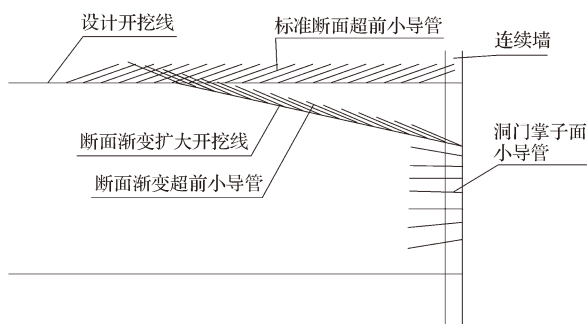 设计开挖线
标准断面超前小导管
连续墙
断面渐变扩大开挖线
洞门掌子面
小导管
断面渐变超前小导管